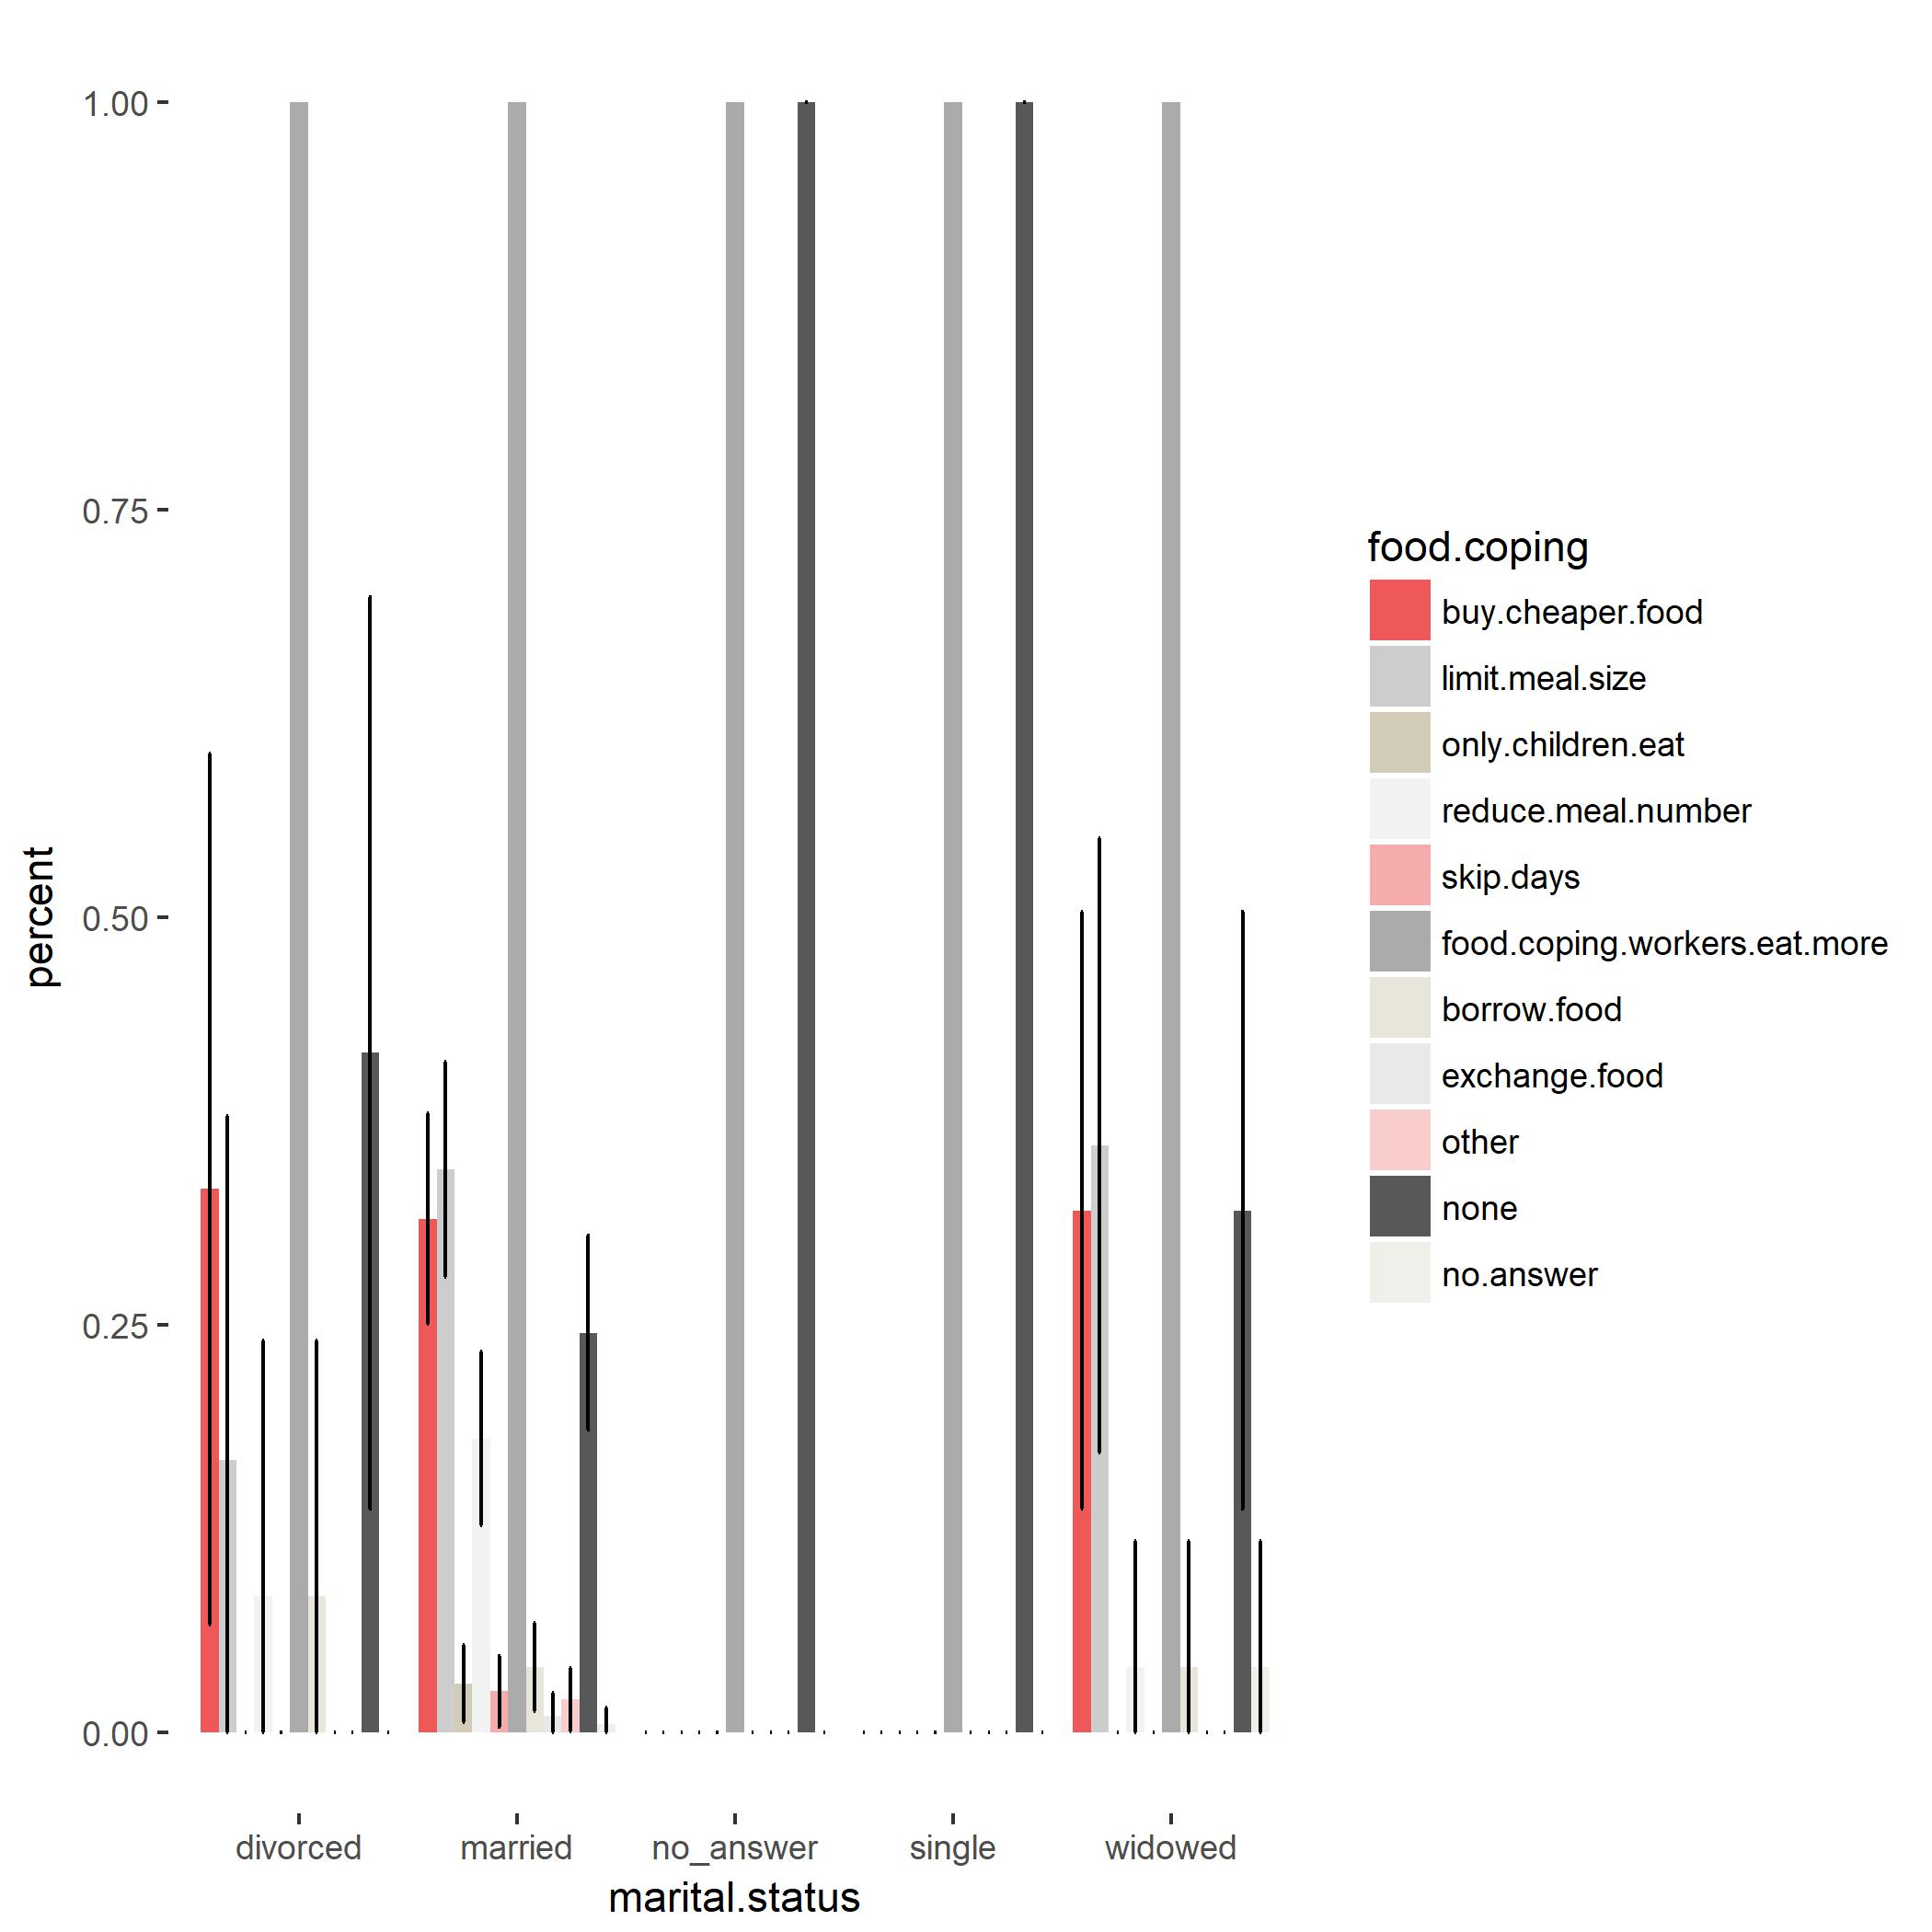 1.00
0.75
0.50
0.25
0.00
percent
divorced
married
no_answer
single
widowed
marital.status
food.coping
buy.cheaper.food
limit.meal.size
only.children.eat
reduce.meal.number
skip.days
food.coping.workers.eat.more
borrow.food
exchange.food
other
none
no.answer